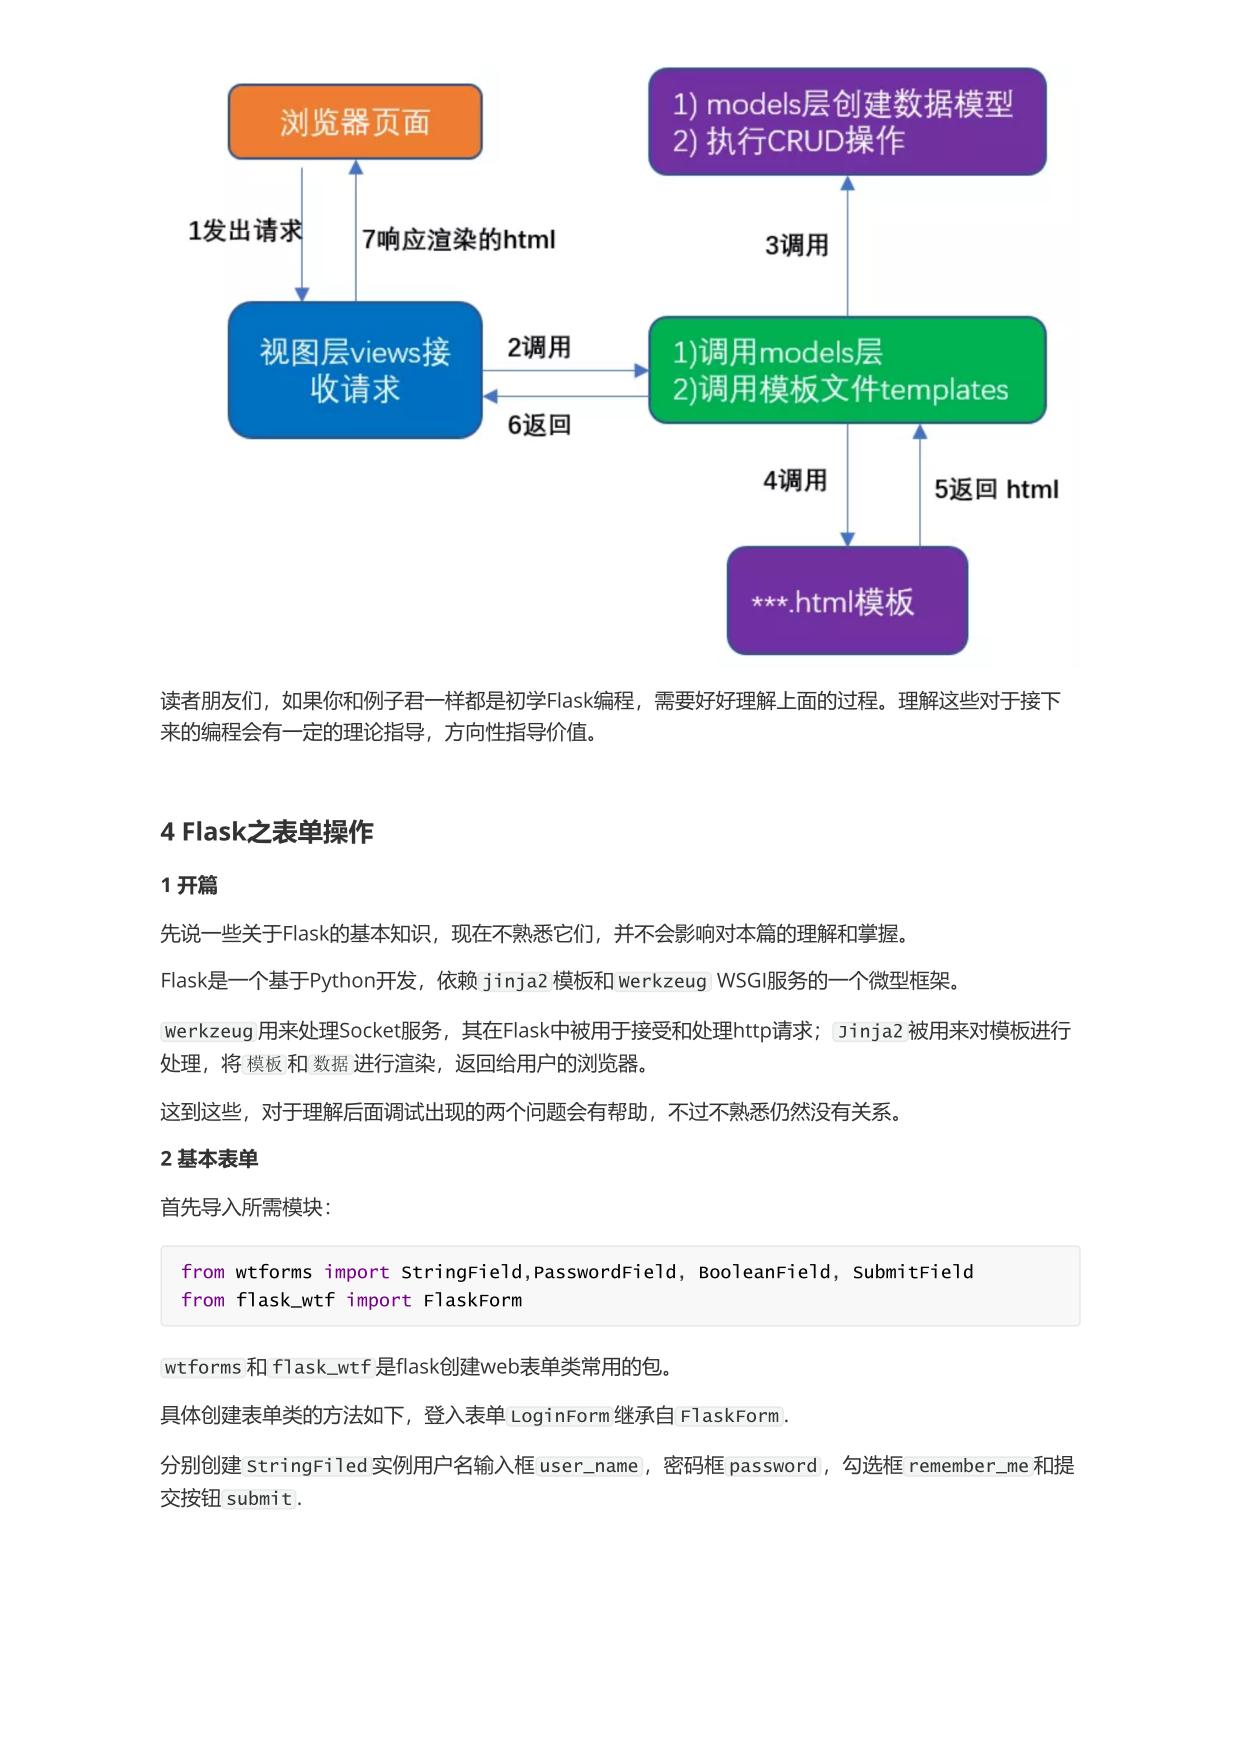 浏览器页面
1) models层创建数据模型
2) 执行CRUD操作
1发出请求
7响应渲染的html
3调用
视图层views接
收请求
2调用
6返回
1)调用models层
2)调用模板文件templates
4调用
5返回 html
***.html模板
读者朋友们，如果你和例子君一样都是初学Flask编程，需要好好理解上面的过程。理解这些对于接下
来的编程会有一定的理论指导，方向性指导价值。
4 Flask之表单操作
1 开篇
先说一些关于Flask的基本知识，现在不熟悉它们，并不会影响对本篇的理解和掌握。
Flask是一个基于Python开发，依赖 jinja2 模板和 Werkzeug WSGI服务的一个微型框架。
Werkzeug 用来处理Socket服务，其在Flask中被用于接受和处理http请求；Jinja2 被用来对模板进行
处理，将 模板 和 数据 进行渲染，返回给用户的浏览器。
这到这些，对于理解后面调试出现的两个问题会有帮助，不过不熟悉仍然没有关系。
2 基本表单
首先导入所需模块：
from wtforms import StringField,PasswordField, BooleanField, SubmitField
from flask_wtf import FlaskForm
wtforms 和 flask_wtf 是flask创建web表单类常用的包。
具体创建表单类的方法如下，登入表单 LoginForm 继承自 FlaskForm .
分别创建 StringFiled 实例用户名输入框 user_name ，密码框 password ，勾选框 remember_me 和提
交按钮 submit .